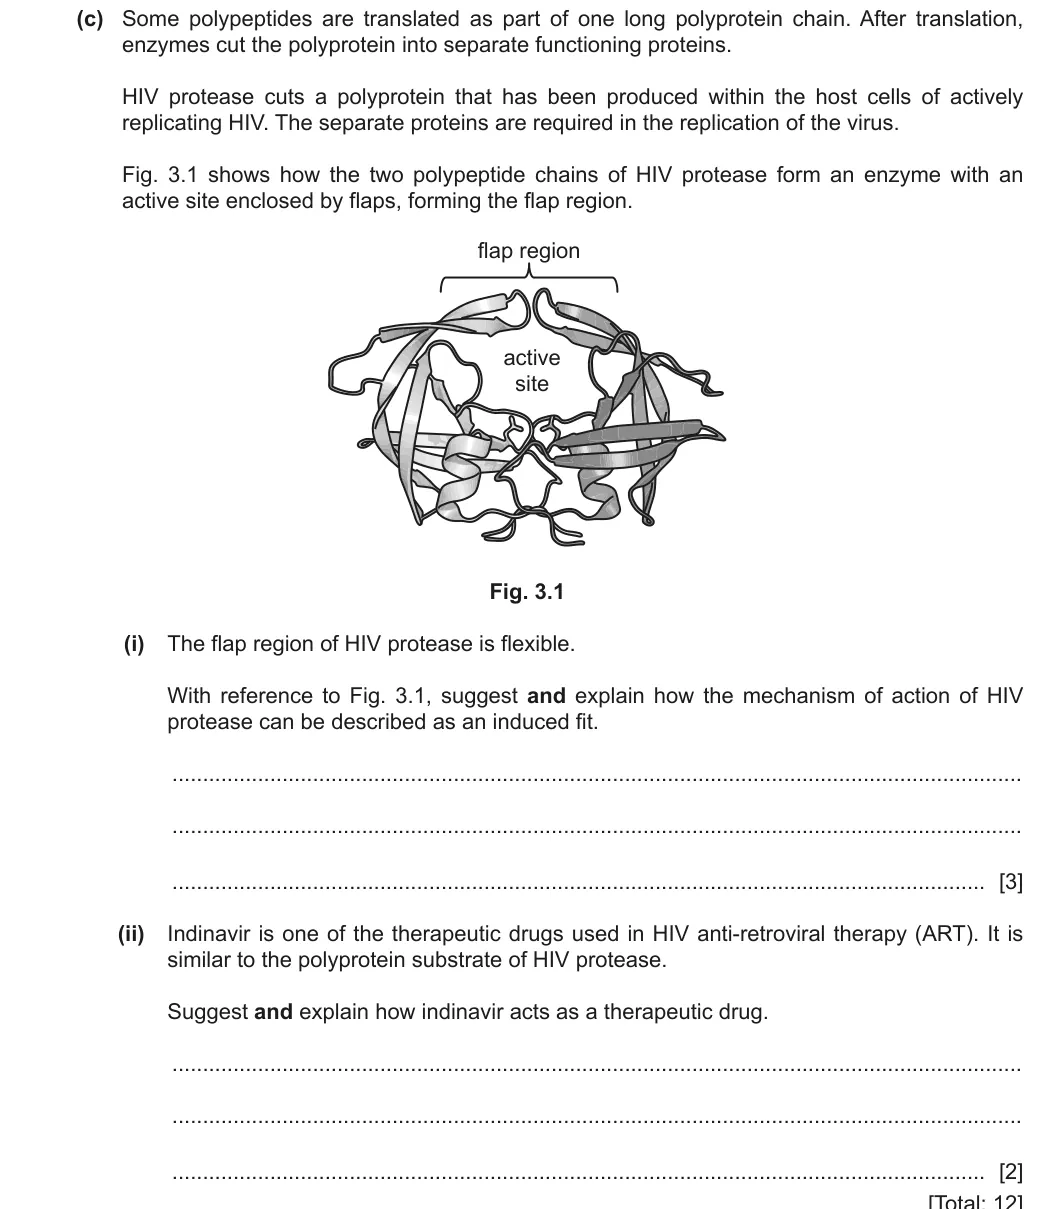 (c) Some polypeptides are translated as part of one long polyprotein chain. After translation,
enzymes cut the polyprotein into separate functioning proteins.
HIV protease cuts a polyprotein that has been produced within the host cells of actively
replicating HIV. The separate proteins are required in the replication of the virus.
Fig. 3.1 shows how the two polypeptide chains of HIV protease form an enzyme with an
active site enclosed by flaps, forming the flap region.
flap region
active
site
Fig. 3.1
(i) The flap region of HIV protease is flexible.
With reference to Fig. 3.1, suggest and explain how the mechanism of action of HIV
protease can be described as an induced fit.
[3]
(ii) Indinavir is one of the therapeutic drugs used in HIV anti-retroviral therapy (ART). It is
similar to the polyprotein substrate of HIV protease.
Suggest and explain how indinavir acts as a therapeutic drug.
[2]
[Total: 12]